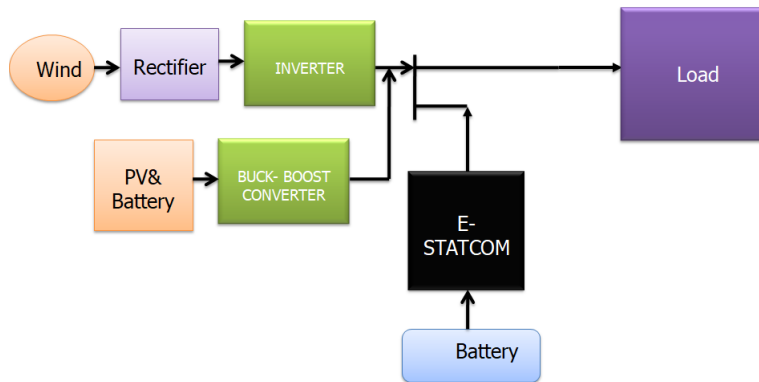 Wind
Rectifier
INVERTER
Load
PV&
Battery
BUCK- BOOST
CONVERTER
E-
STATCOM
Battery